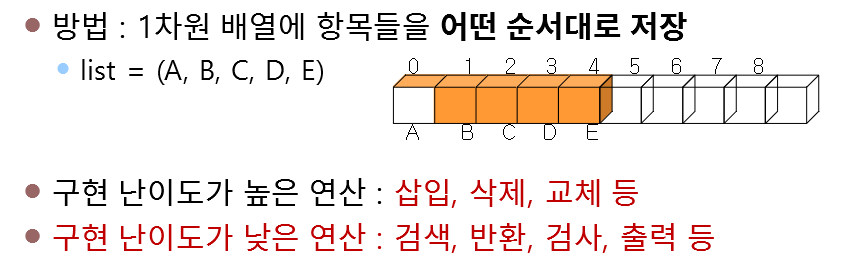 방법 : 1차원 배열에 항목들을 어떤 순서대로 저장
list = (A, B, C, D, E)
0 1 2 3 4 5 6 7 8
A B C D E
구현 난이도가 높은 연산 : 삽입, 삭제, 교체 등
구현 난이도가 낮은 연산 : 검색, 반환, 검사, 출력 등